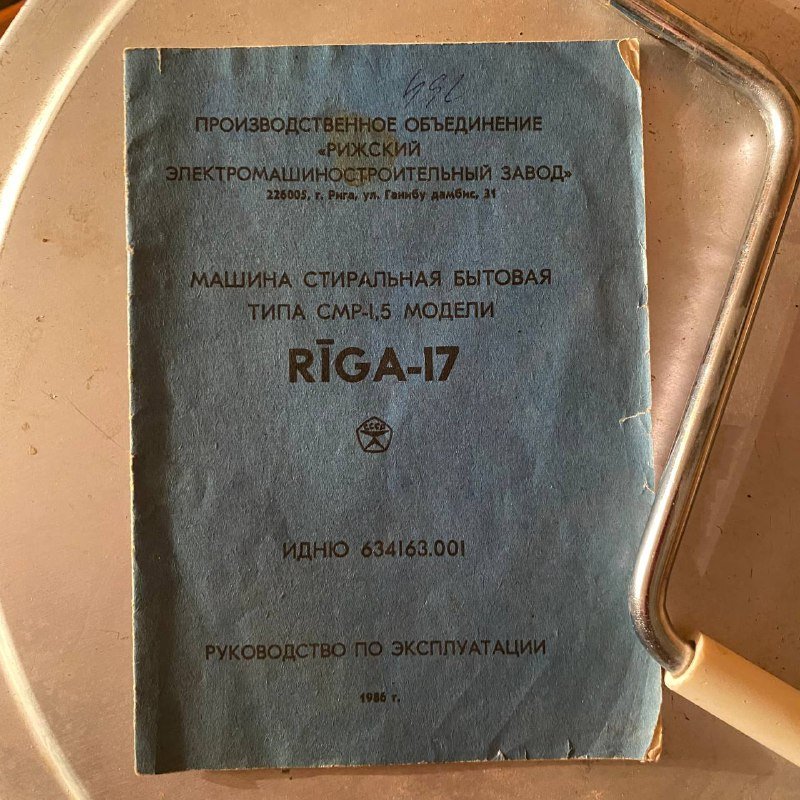 ПРОИЗВОДСТВЕННОЕ ОБЪЕДИНЕНИЕ
«РИЖСКИЙ
ЭЛЕКТРОМАШИНОСТРОИТЕЛЬНЫЙ ЗАВОД»
226005, г. Рига, ул. Ганибу дамбис, 31
МАШИНА СТИРАЛЬНАЯ БЫТОВАЯ
ТИПА СМР-1,5 МОДЕЛИ
RĪGA-17
СССР
ИДНЮ 634163.001
РУКОВОДСТВО ПО ЭКСПЛУАТАЦИИ
1986 г.